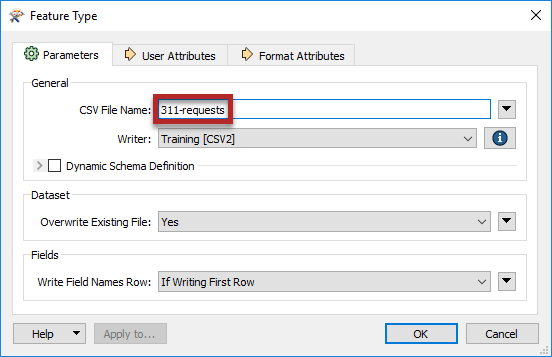 Feature Type
Parameters
User Attributes
Format Attributes
General
CSV File Name: 311-requests
Writer: Training [CSV2]
Dynamic Schema Definition
Dataset
Overwrite Existing File: Yes
Fields
Write Field Names Row: If Writing First Row
Help
Apply to...
OK
Cancel